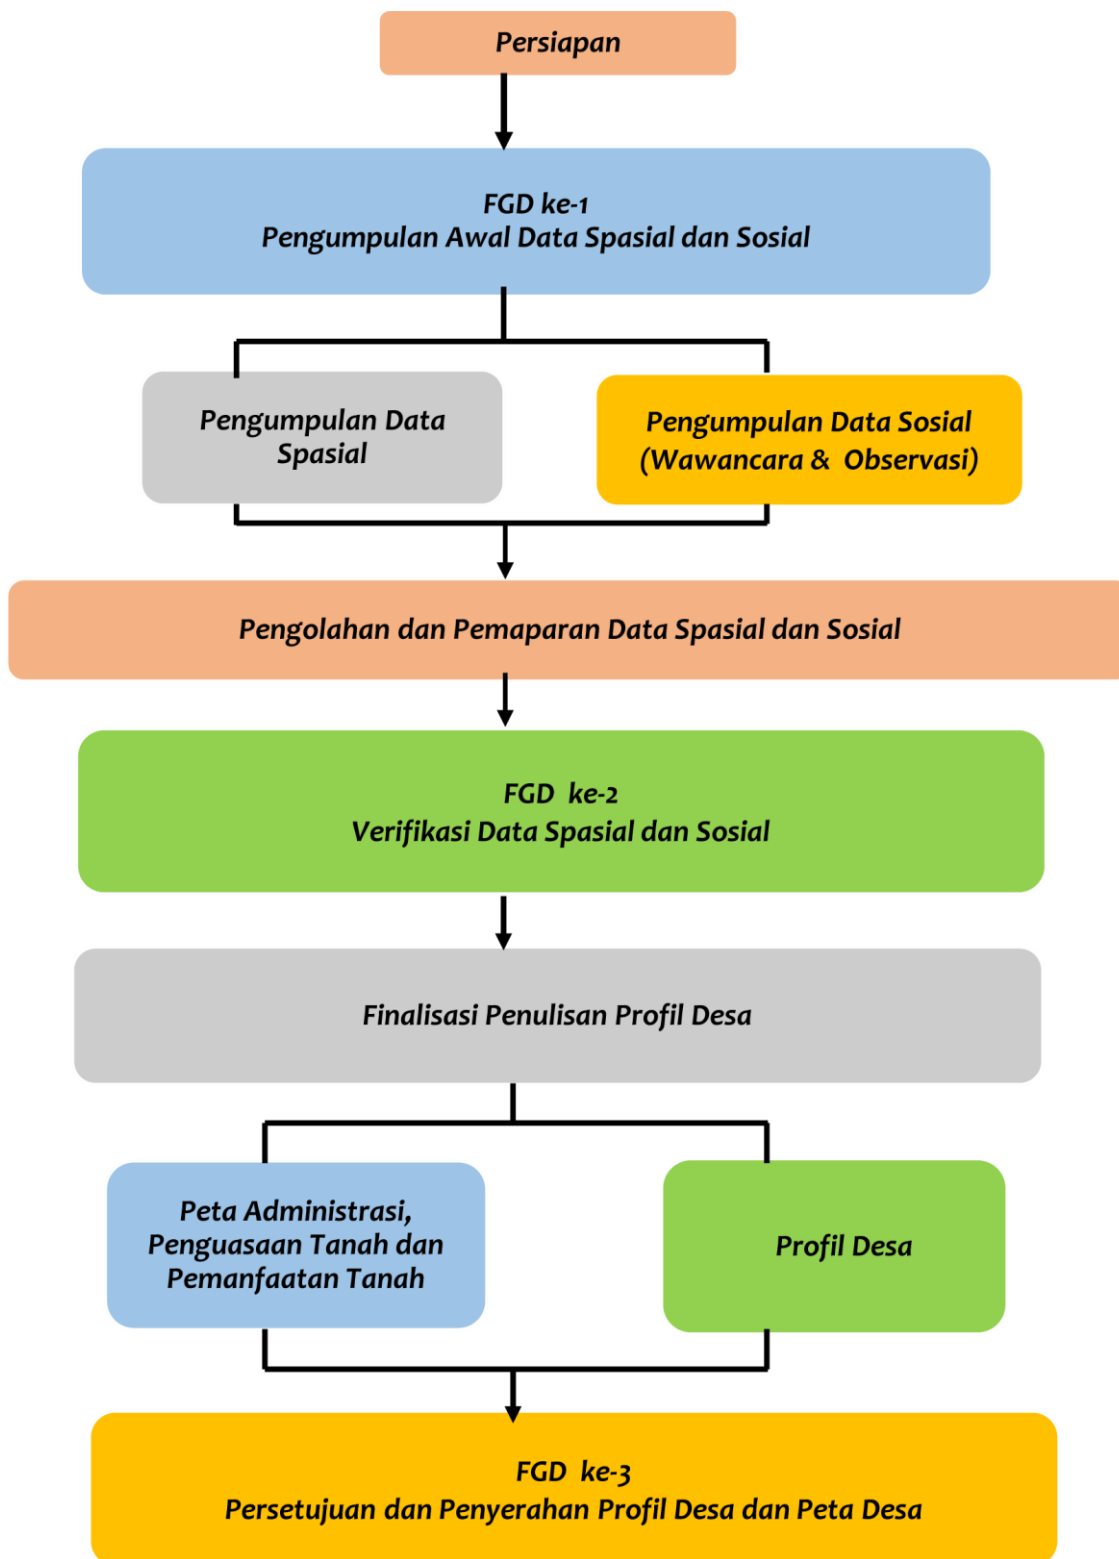 Persiapan
FGD ke-1
Pengumpulan Awal Data Spasial dan Sosial
Pengumpulan Data
Spasial
Pengumpulan Data Sosial
(Wawancara & Observasi)
Pengolahan dan Pemaparan Data Spasial dan Sosial
FGD ke-2
Verifikasi Data Spasial dan Sosial
Finalisasi Penulisan Profil Desa
Peta Administrasi,
Penguasaan Tanah dan
Pemanfaatan Tanah
Profil Desa
FGD ke-3
Persetujuan dan Penyerahan Profil Desa dan Peta Desa